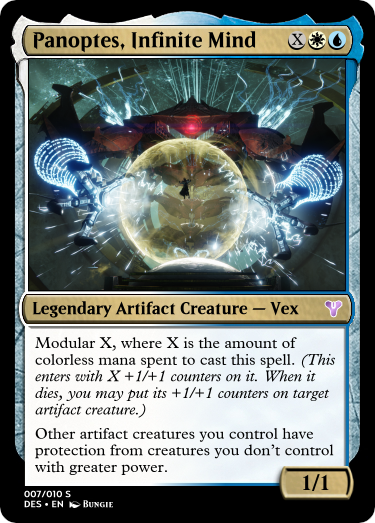 Panoptes, Infinite Mind X
Legendary Artifact Creature — Vex
Modular X, where X is the amount of
colorless mana spent to cast this spell. (This
enters with X +1/+1 counters on it. When it
dies, you may put its +1/+1 counters on target
artifact creature.)
Other artifact creatures you control have
protection from creatures you don't control
with greater power.
1/1
007/010 S
DES • EN Bungie